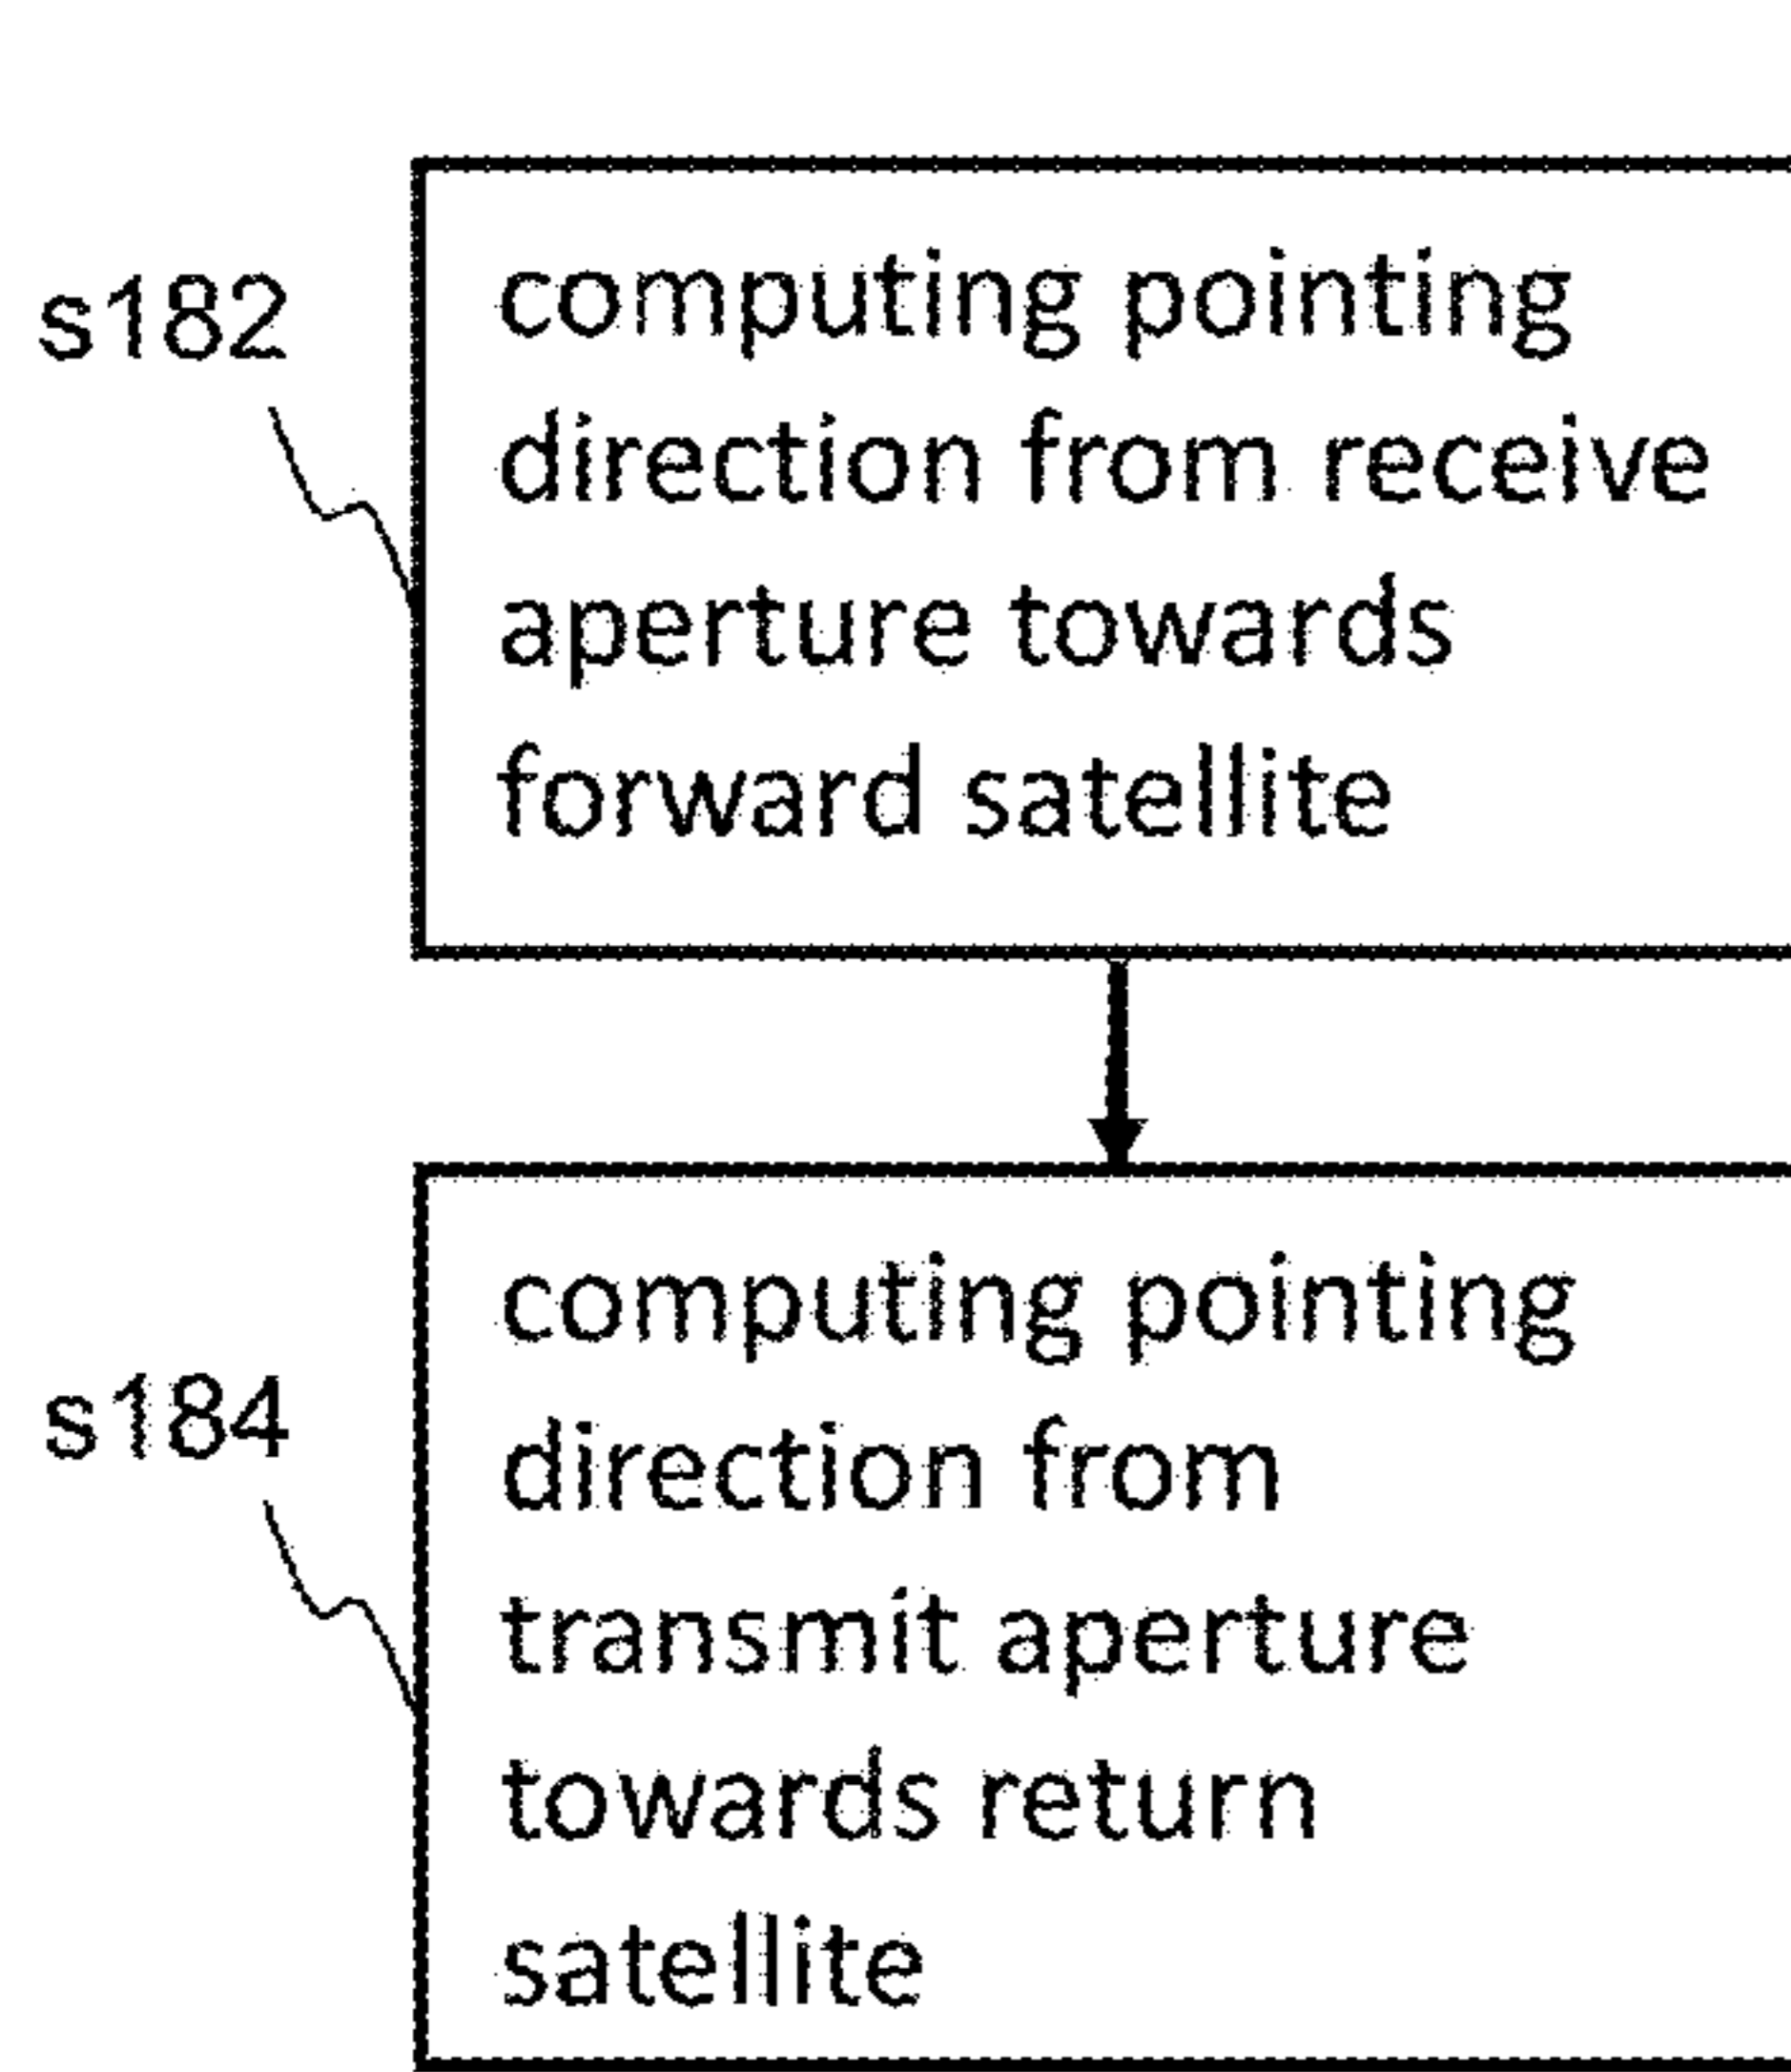 s182
computing pointing
direction from receive
aperture towards
forward satellite
s184
computing pointing
direction from
transmit aperture
towards return
satellite